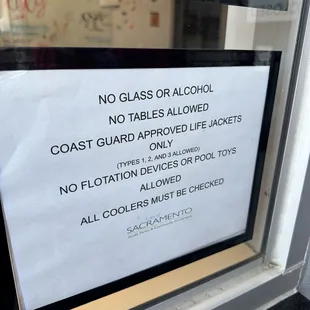 NO GLASS OR ALCOHOL
NO TABLES ALLOWED
COAST GUARD APPROVED LIFE JACKETS
ONLY
(TYPES 1, 2, AND 3 ALLOWED)
NO FLOTATION DEVICES OR POOL TOYS
ALLOWED
ALL COOLERS MUST BE CHECKED
SACRAMENTO